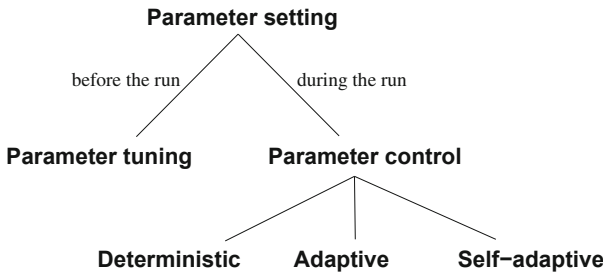 Parameter setting
before the run
during the run
Parameter tuning
Parameter control
Deterministic
Adaptive
Self−adaptive